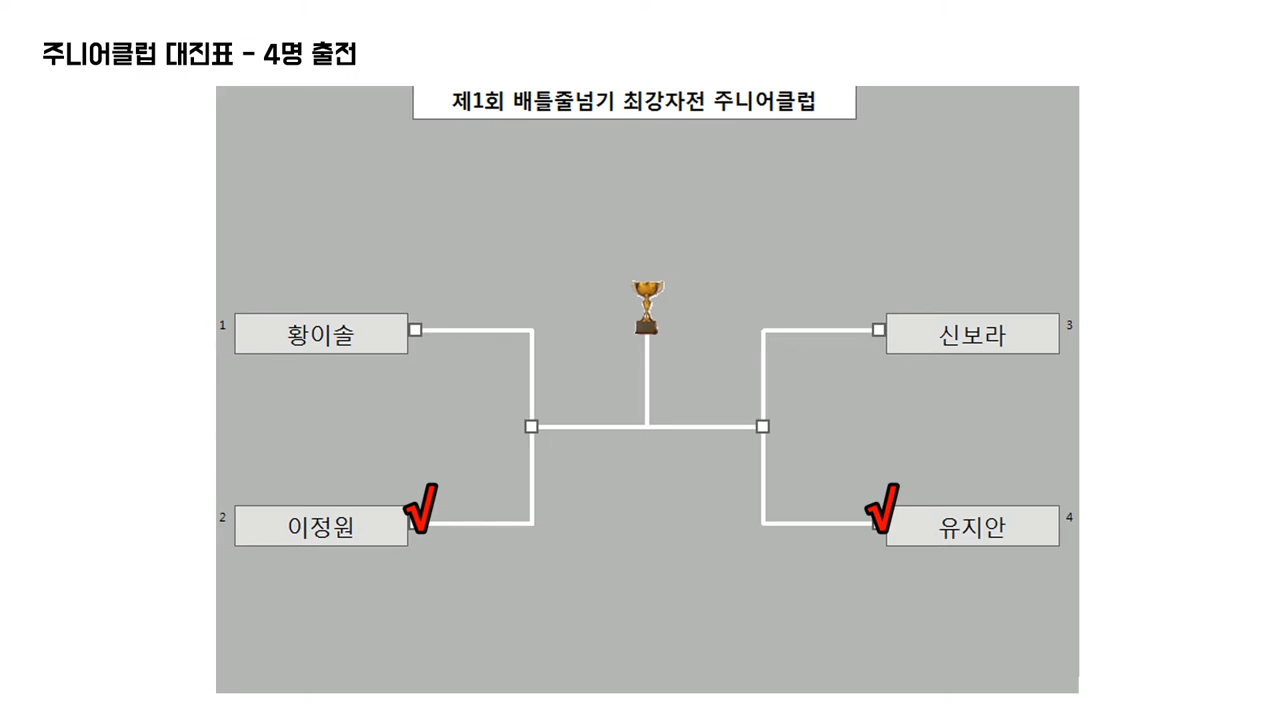 주니어클럽 대진표 - 4명 출전
제1회 배틀줄넘기 최강자전 주니어클럽
1 황이솔
신보라 3
2 이정원 √
√ 유지안 4